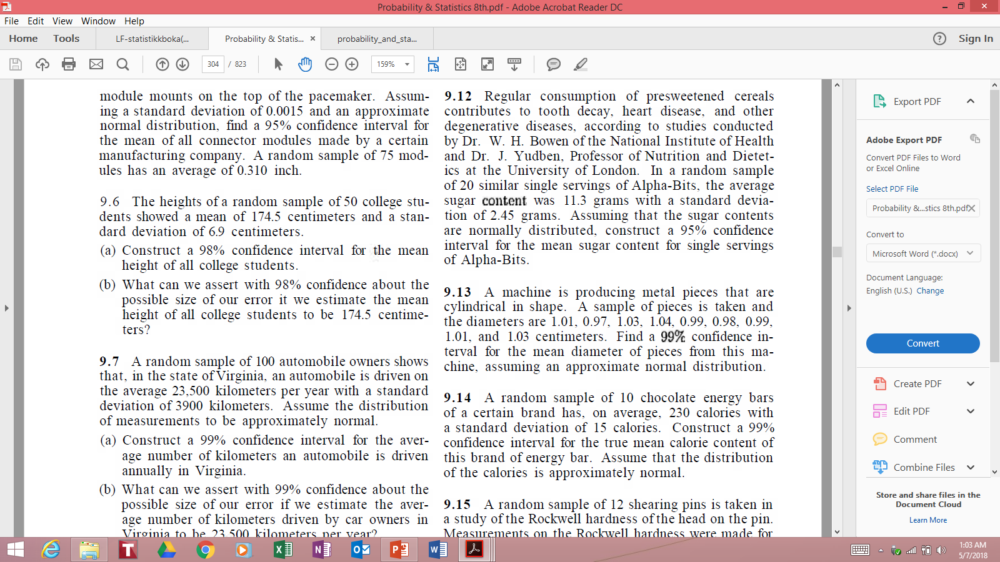 Probability & Statistics 8th.pdf - Adobe Acrobat Reader DC
File Edit View Window Help
Home Tools LF-statistikkboka(... Probability & Statis... × probability_and_sta... ? Sign In
304 / 823 159%
module mounts on the top of the pacemaker. Assum-
ing a standard deviation of 0.0015 and an approximate
normal distribution, find a 95% confidence interval for
the mean of all connector modules made by a certain
manufacturing company. A random sample of 75 mod-
ules has an average of 0.310 inch.
9.6 The heights of a random sample of 50 college stu-
dents showed a mean of 174.5 centimeters and a stan-
dard deviation of 6.9 centimeters.
(a) Construct a 98% confidence interval for the mean
height of all college students.
(b) What can we assert with 98% confidence about the
possible size of our error it we estimate the mean
height of all college students to be 174.5 centime-
ters?
9.7 A random sample of 100 automobile owners shows
that, in the state of Virginia, an automobile is driven on
the average 23,500 kilometers per year with a standard
deviation of 3900 kilometers. Assume the distribution
of measurements to be approximately normal.
(a) Construct a 99% confidence interval for the aver-
age number of kilometers an automobile is driven
annually in Virginia.
(b) What can we assert with 99% confidence about the
possible size of our error if we estimate the aver-
age number of kilometers driven by car owners in
Virginia to be 23,500 kilometers per year?
9.12 Regular consumption of presweetened cereals
contributes to tooth decay, heart disease, and other
degenerative diseases, according to studies conducted
by Dr. W. H. Bowen of the National Institute of Health
and Dr. J. Yudben, Professor of Nutrition and Dietet-
ics at the University of London. In a random sample
of 20 similar single servings of Alpha-Bits, the average
sugar content was 11.3 grams with a standard devia-
tion of 2.45 grams. Assuming that the sugar contents
are normally distributed, construct a 95% confidence
interval for the mean sugar content for single servings
of Alpha-Bits.
9.13 A machine is producing metal pieces that are
cylindrical in shape. A sample of pieces is taken and
the diameters are 1.01, 0.97, 1.03, 1.04, 0.99, 0.98, 0.99,
1.01, and 1.03 centimeters. Find a 99% confidence in-
terval for the mean diameter of pieces from this ma-
chine, assuming an approximate normal distribution.
9.14 A random sample of 10 chocolate energy bars
of a certain brand has, on average, 230 calories with
a standard deviation of 15 calories. Construct a 99%
confidence interval for the true mean calorie content of
this brand of energy bar. Assume that the distribution
of the calories is approximately normal.
9.15 A random sample of 12 shearing pins is taken in
a study of the Rockwell hardness of the head on the pin.
Measurements on the Rockwell hardness were made for
Export PDF
Adobe Export PDF
Convert PDF Files to Word
or Excel Online
Select PDF File
Probability &...stics 8th.pdf ×
Convert to
Microsoft Word (*.docx)
Document Language:
English (U.S.) Change
Convert
Create PDF
Edit PDF
Comment
Combine Files
Store and share files in the
Document Cloud
Learn More
1:03 AM
5/7/2018